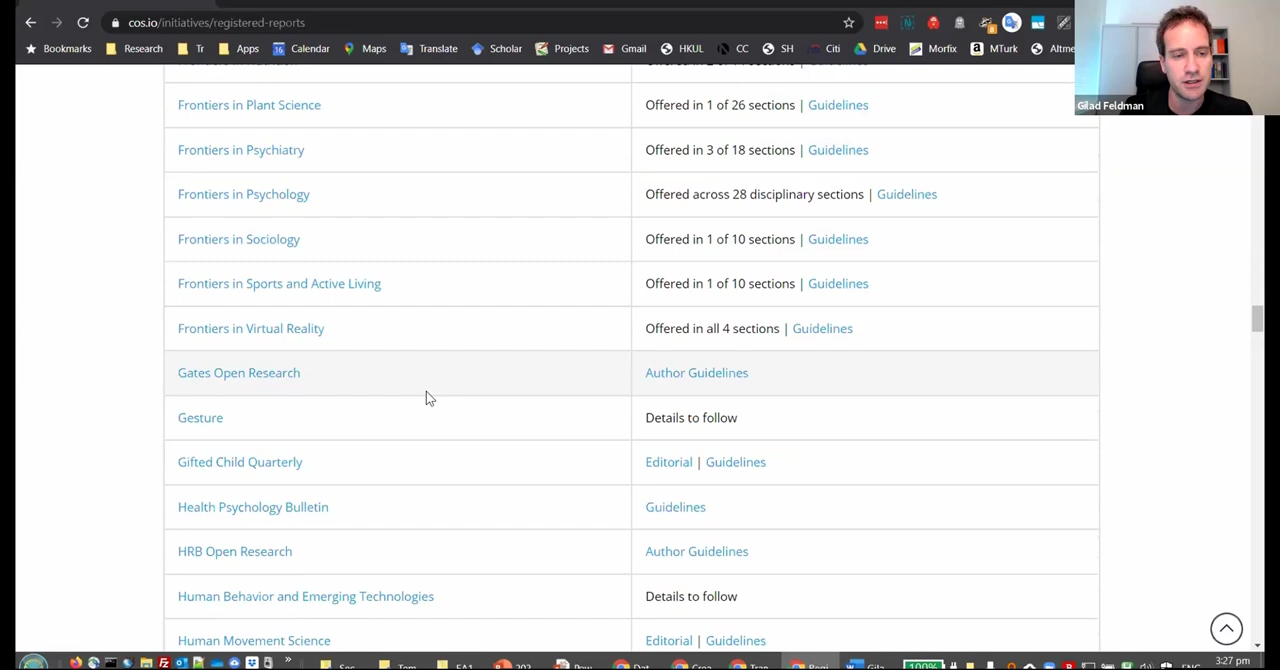 cos.io/initiatives/registered-reports
Bookmarks Research Tr Apps Calendar Maps Translate Scholar Projects Gmail HKUL CC SH Citi Drive Morfix MTurk Altme
Gilad Feldman
Frontiers in Plant Science Offered in 1 of 26 sections | Guidelines
Frontiers in Psychiatry Offered in 3 of 18 sections | Guidelines
Frontiers in Psychology Offered across 28 disciplinary sections | Guidelines
Frontiers in Sociology Offered in 1 of 10 sections | Guidelines
Frontiers in Sports and Active Living Offered in 1 of 10 sections | Guidelines
Frontiers in Virtual Reality Offered in all 4 sections | Guidelines
Gates Open Research Author Guidelines
Gesture Details to follow
Gifted Child Quarterly Editorial | Guidelines
Health Psychology Bulletin Guidelines
HRB Open Research Author Guidelines
Human Behavior and Emerging Technologies Details to follow
Human Movement Science Editorial | Guidelines
100% 3:27 pm